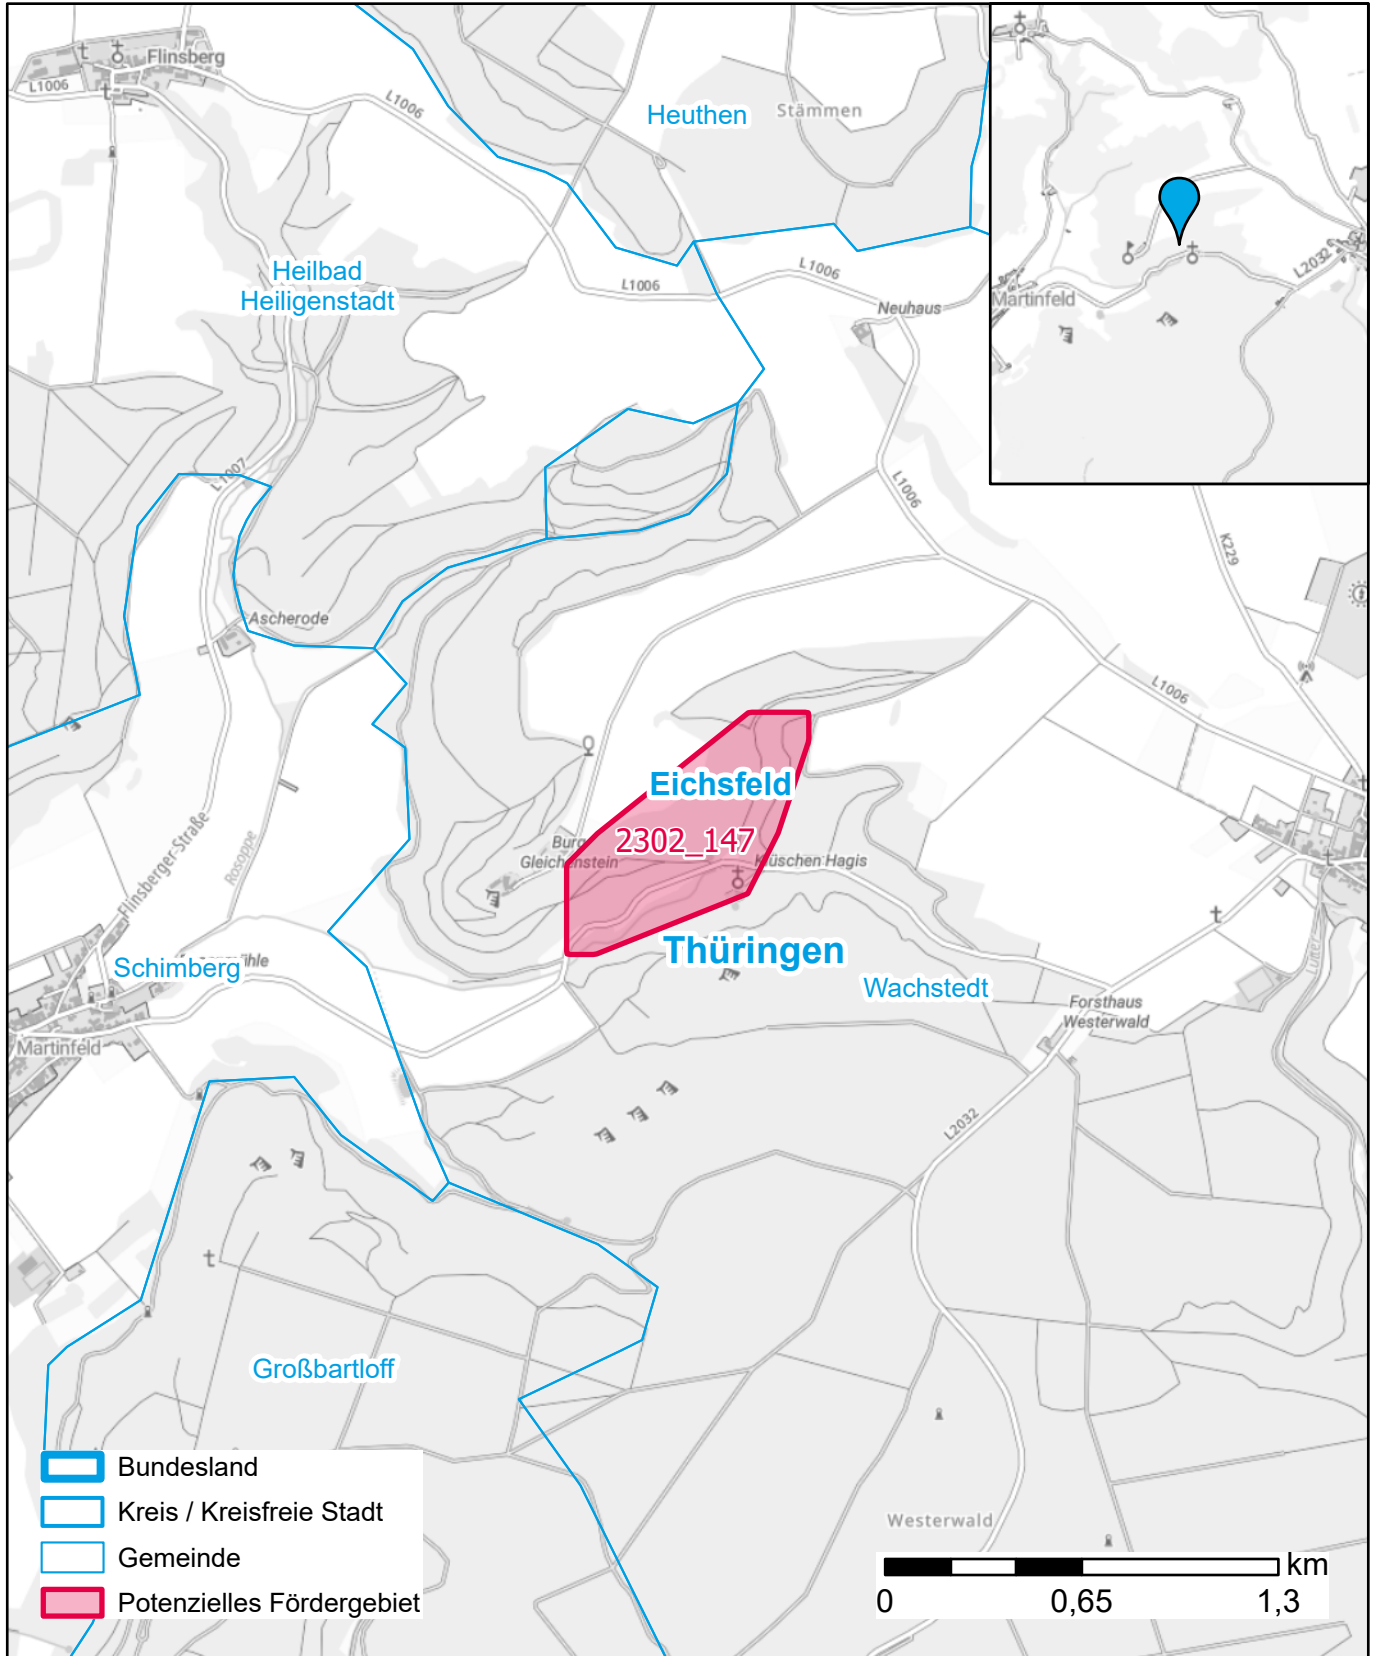 Flinsberg
L1006
L1006
Heuthen
Stämmen
Heilbad
Heiligenstadt
L1006
L1006
Neuhaus
Martinfeld
L2032
L1007
L1006
K229
Ascherode
L1006
Eichsfeld
2302_147
Burg
Gleichenstein
Klüschen Hagis
Flinsberger-Straße
Rosoppe
Thüringen
Schimberg
Wachstedt
Forsthaus
Westerwald
Martinfeld
L2032
Großbartloff
Westerwald
Bundesland
Kreis / Kreisfreie Stadt
Gemeinde
Potenzielles Fördergebiet
km
0 0,65 1,3